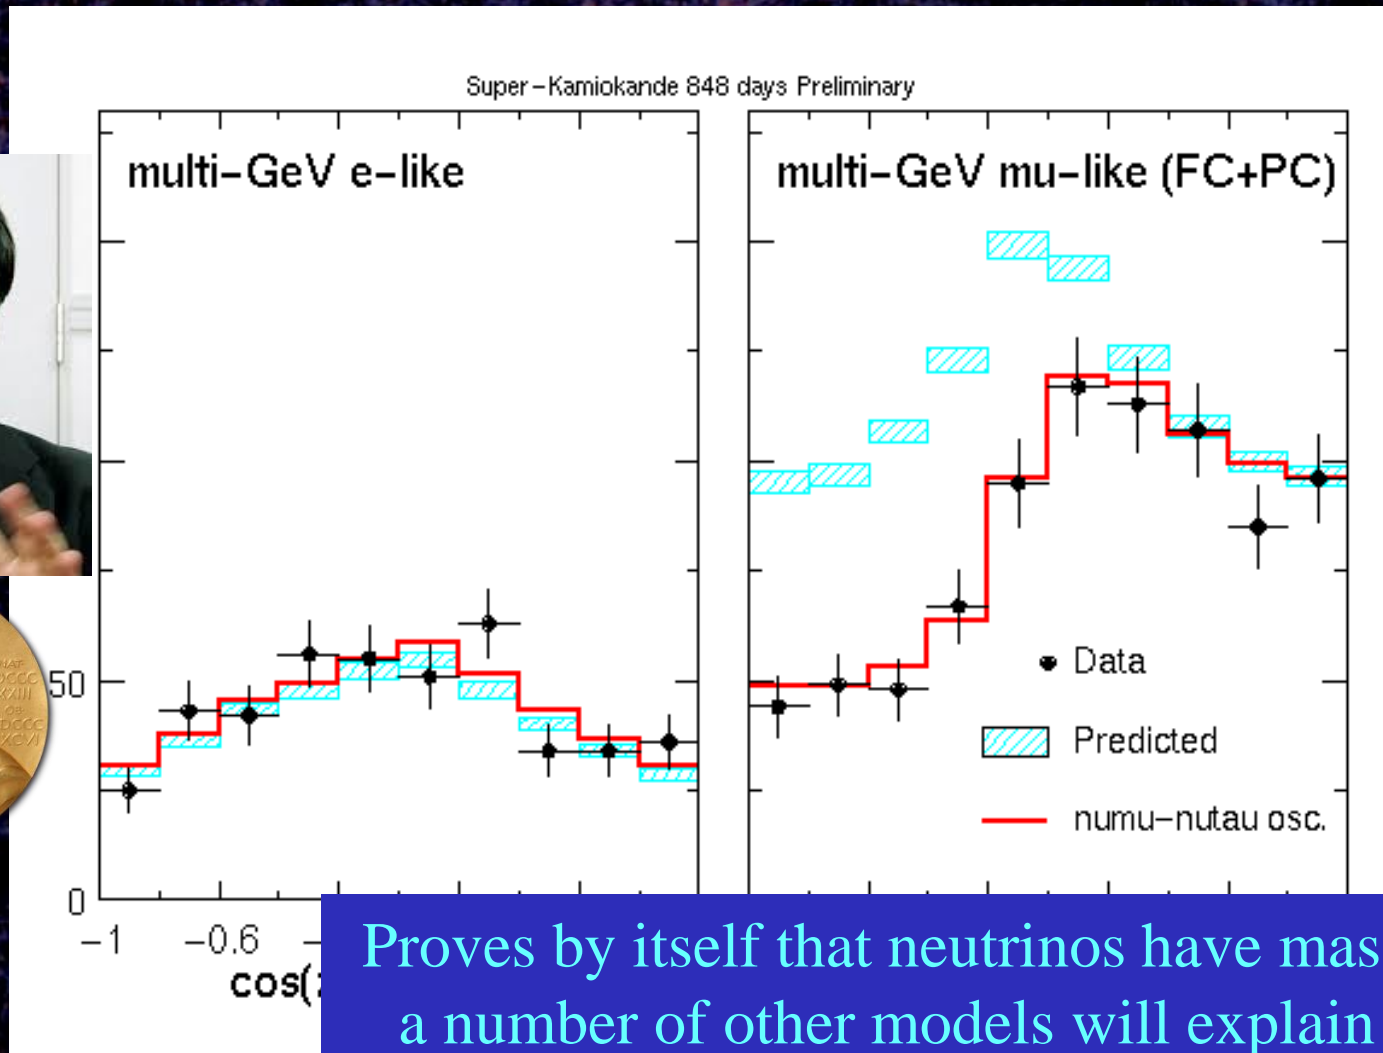 Super-Kamiokande 848 days Preliminary
multi-GeV e-like
multi-GeV mu-like (FC+PC)
Data
Predicted
numu-nutau osc.
50
0
-1 -0.6
cos(
Proves by itself that neutrinos have mas
a number of other models will explain